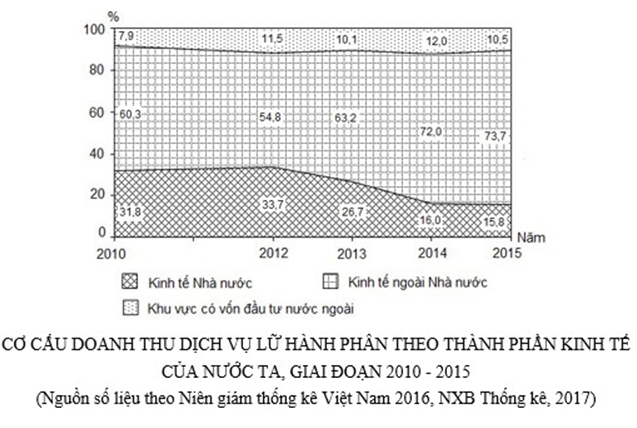 %
100
7,9 11,5 10,1 12,0 10,5
80
60
60,3 54,8 63,2 72,0 73,7
40
20
31,8 33,7 26,7 16,0 15,8
0
2010 2012 2013 2014 2015 Năm
Kinh tế Nhà nước Kinh tế ngoài Nhà nước
Khu vực có vốn đầu tư nước ngoài
CƠ CẤU DOANH THU DỊCH VỤ LỮ HÀNH PHÂN THEO THÀNH PHẦN KINH TẾ
CỦA NƯỚC TA, GIAI ĐOẠN 2010 - 2015
(Nguồn số liệu theo Niên giám thống kê Việt Nam 2016, NXB Thống kê, 2017)